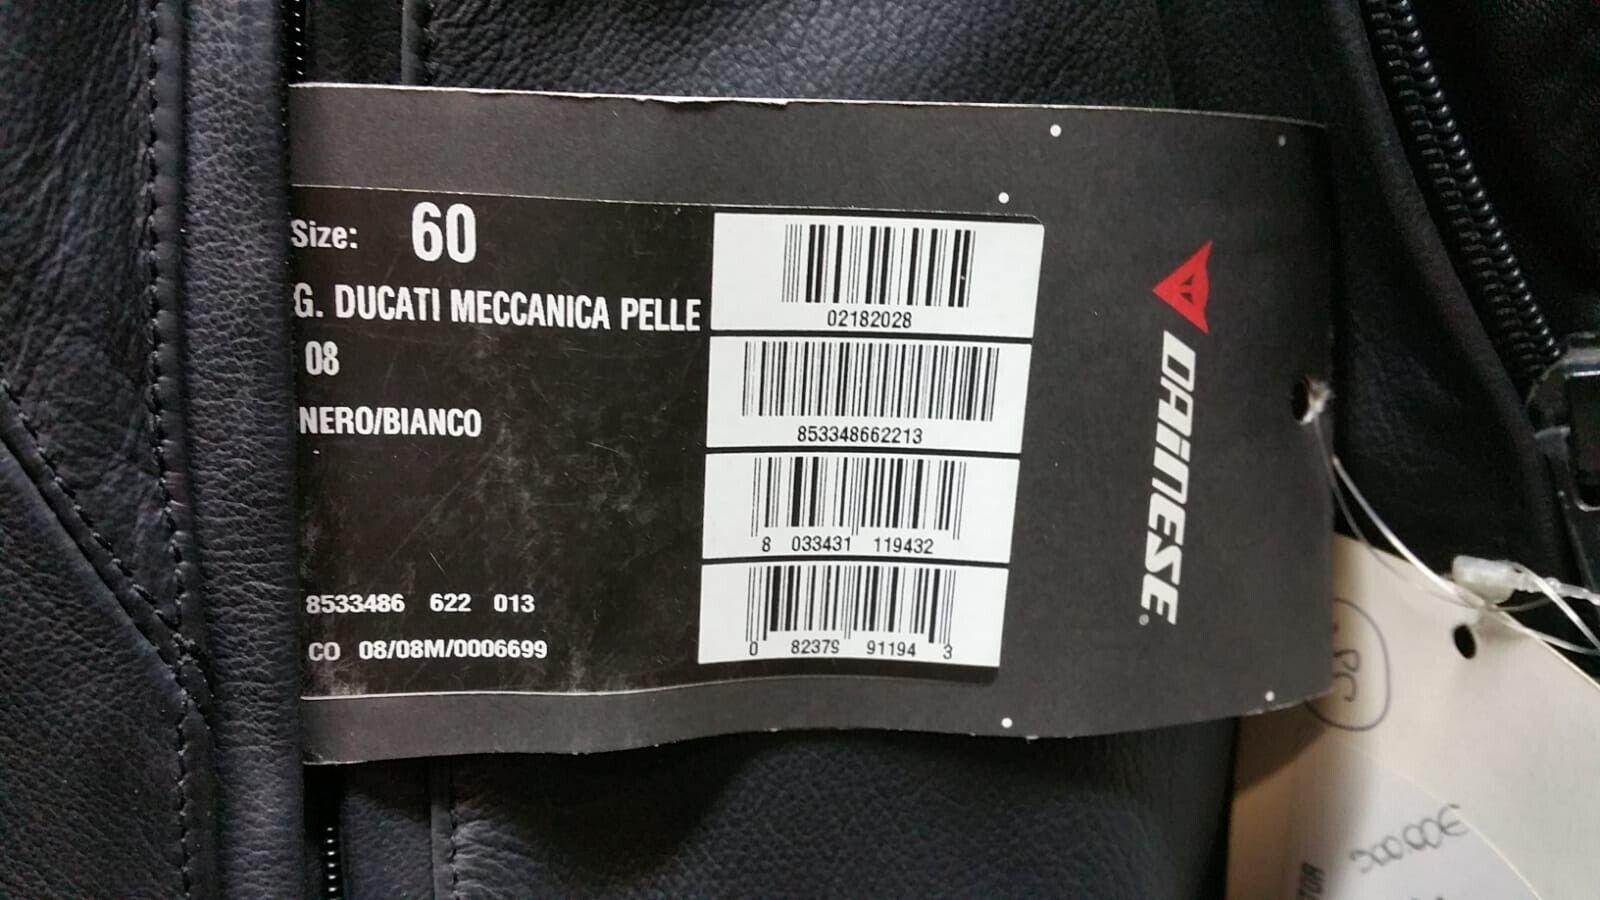 Size: 60
G. DUCATI MECCANICA PELLE
08
NERO/BIANCO
8533486 622 013
CO 08/08M/0006699
02182028
853348662213
8 033431 119432
0 82379 91194 3
DAINESE®